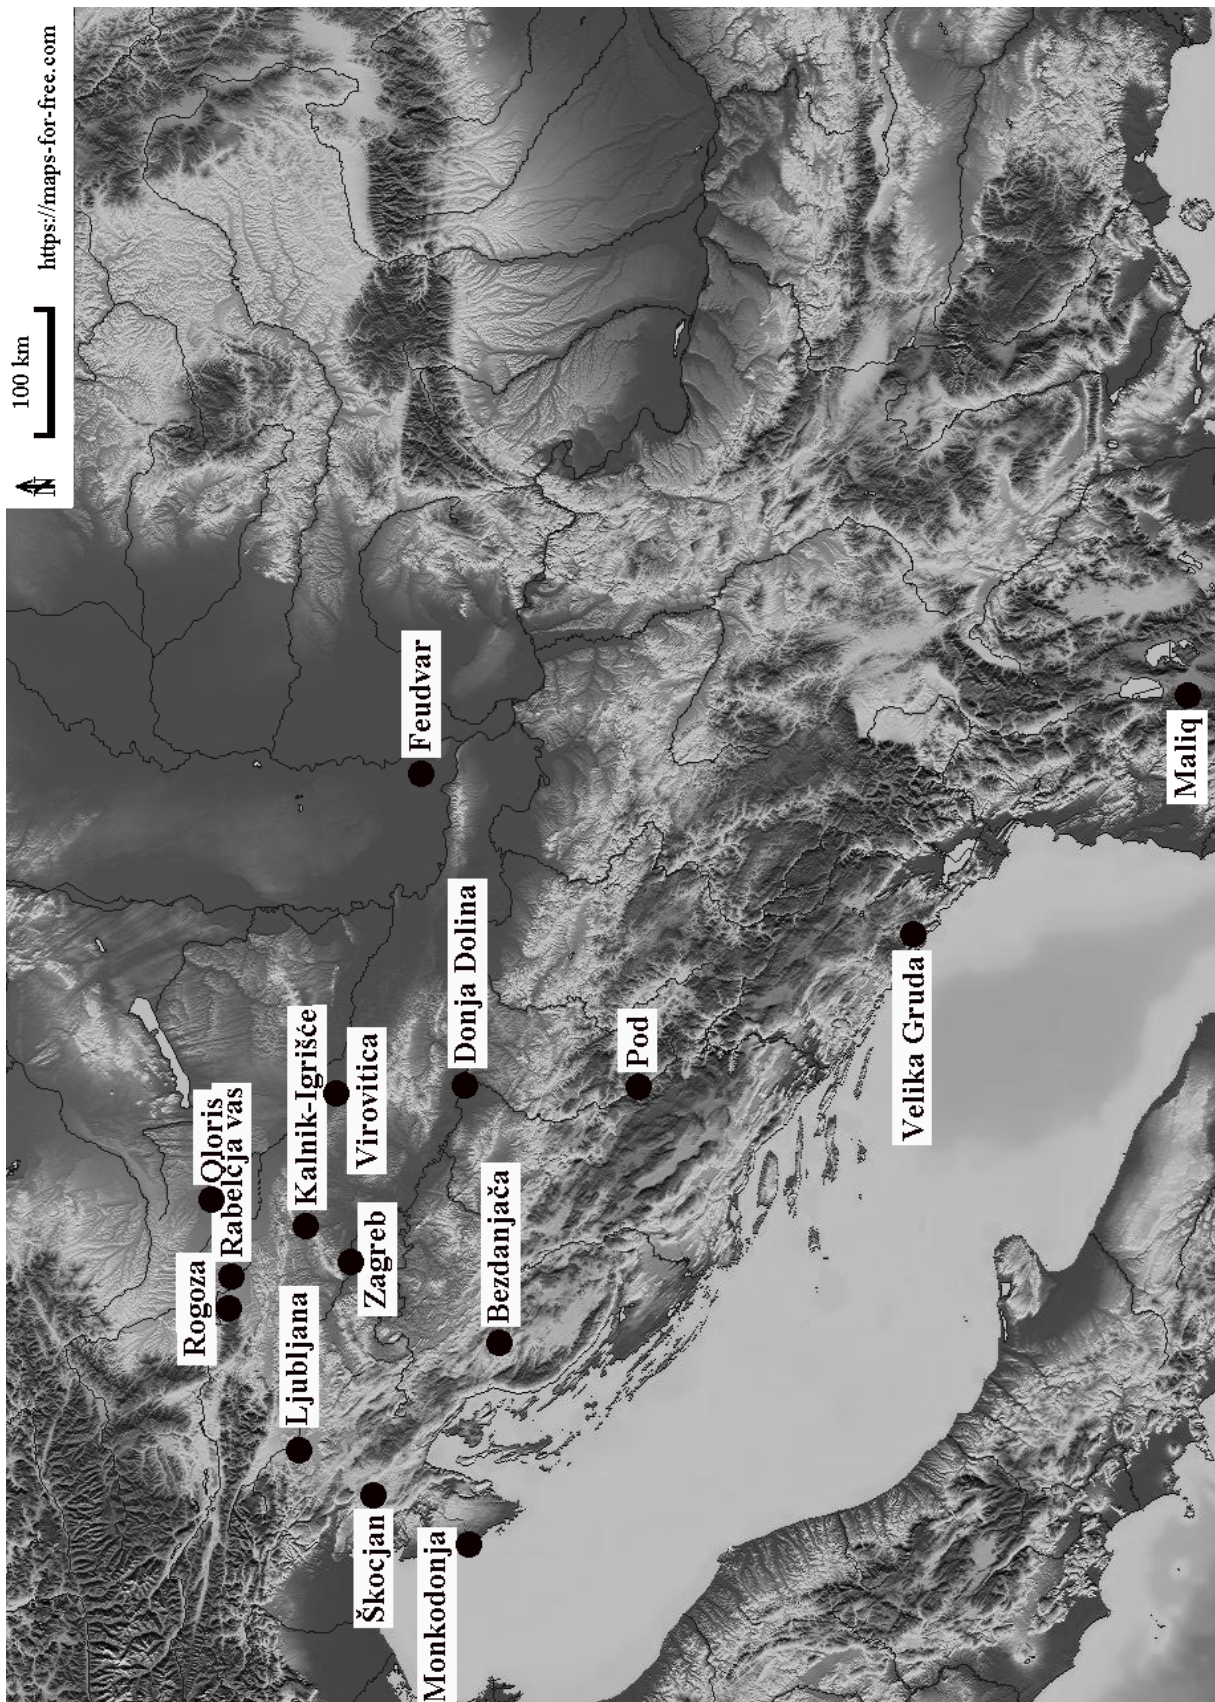 Rogoza
Oloris
Rabelčja vas
Ljubljana
Kalnik-Igrišče
Virovitica
Zagreb
Škocjan
Monkodonja
Bezdanjača
Donja Dolina
Feudvar
Pod
Velika Gruda
Maliq
N
100 km
https://maps-for-free.com